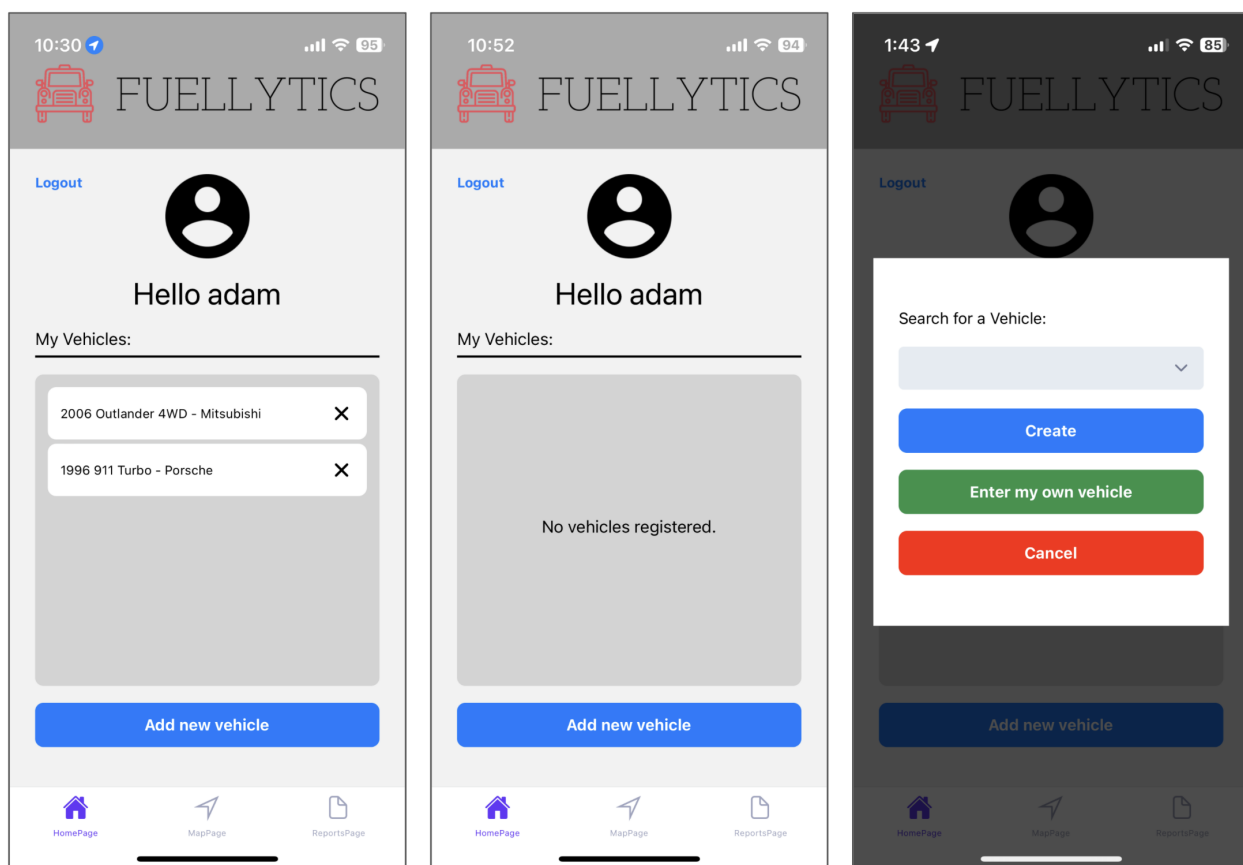 10:30
95
FUELLYTICS
Logout
Hello adam
My Vehicles:
2006 Outlander 4WD - Mitsubishi
1996 911 Turbo - Porsche
Add new vehicle
HomePage
MapPage
ReportsPage
10:52
94
FUELLYTICS
Logout
Hello adam
My Vehicles:
No vehicles registered.
Add new vehicle
HomePage
MapPage
ReportsPage
1:43
85
FUELLYTICS
Logout
Search for a Vehicle:
Create
Enter my own vehicle
Cancel
Add new vehicle
HomePage
MapPage
ReportsPage